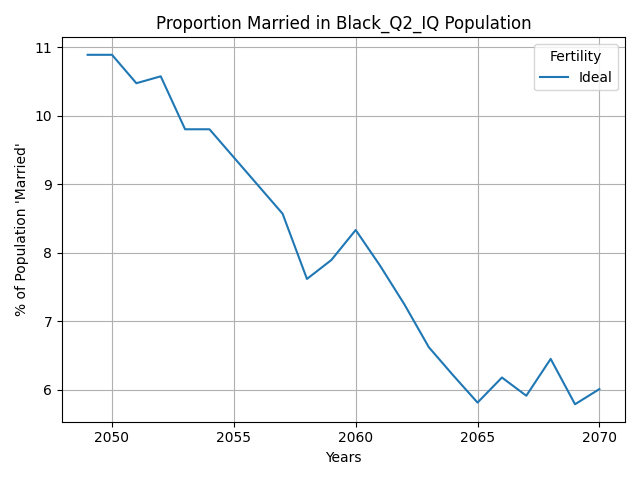 Proportion Married in Black_Q2_IQ Population
% of Population 'Married'
11
10
9
8
7
6
Fertility
Ideal
2050 2055 2060 2065 2070
Years